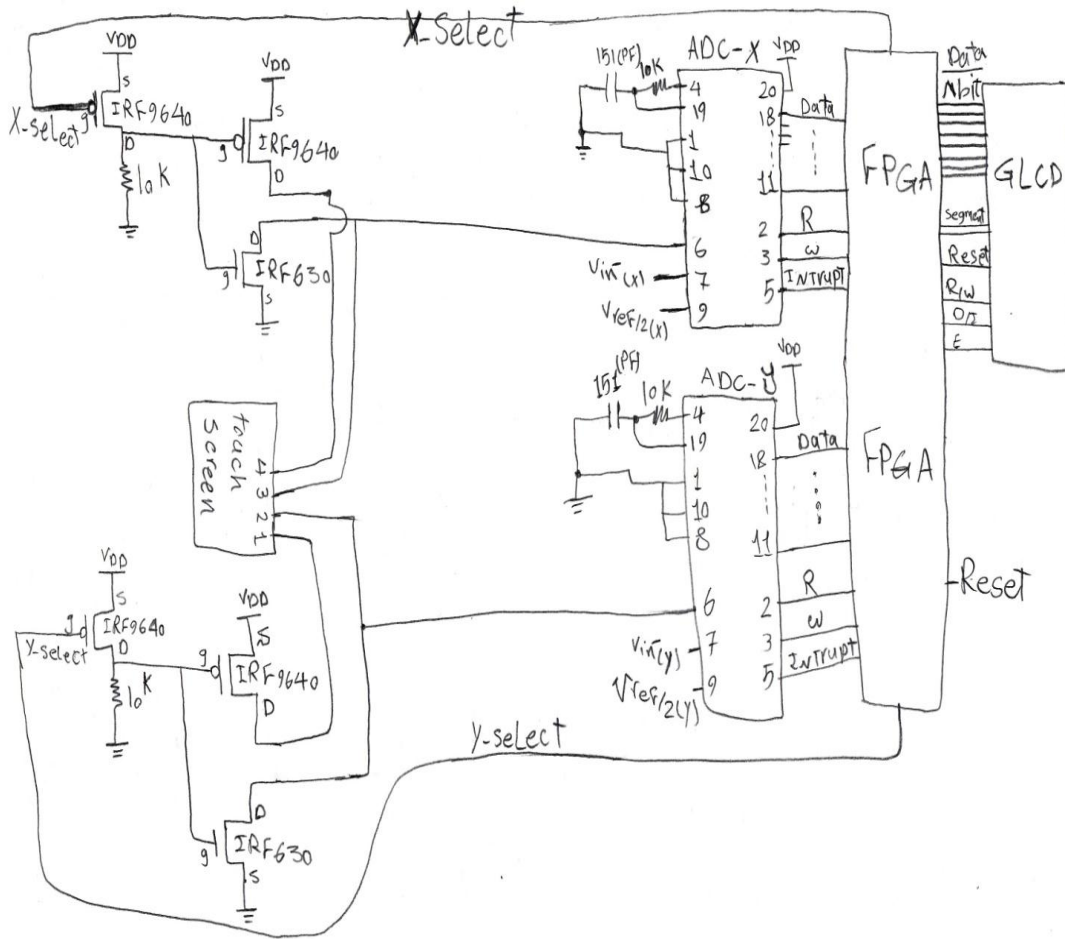 X-Select
VDD
S
g
IRF9640
X-select
D
10K
VDD
S
g
IRF9640
D
D
g
IRF630
S
151(PF)
10K
ADC-X
VDD
4
19
1
10
8
6
7
9
20
18
11
2
3
5
Vin(x)
Vref/2(x)
Data
R
W
INtrupt
FPGA
Data
Nbit
GLCD
segment
Reset
R/W
D/I
E
touch
screen
4
3
2
1
151(PF)
10K
ADC-y
VDD
4
19
1
10
8
6
7
9
20
18
11
2
3
5
Vin(y)
Vref/2(y)
Data
R
W
INtrupt
FPGA
Reset
VDD
S
g
IRF9640
Y-select
D
10K
VDD
S
g
IRF9640
D
D
g
IRF630
S
Y-select